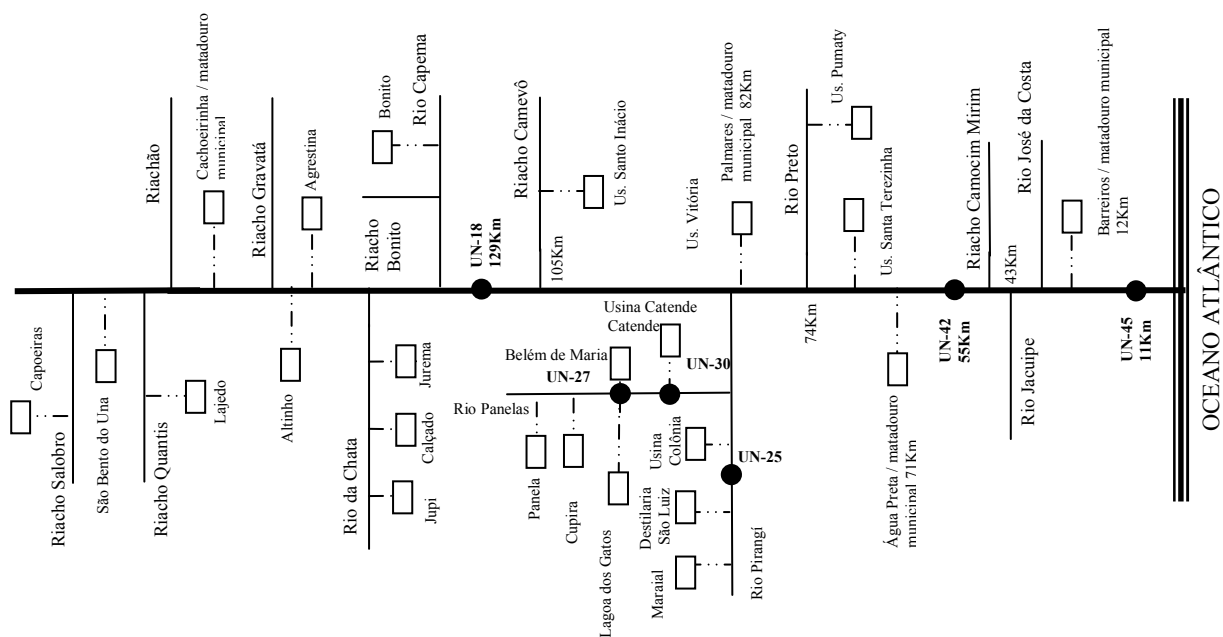 Capoeiras
Riacho Salobro
São Bento do Una
Riacho Quantis
Lajedo
Riachão
Cachoeirinha / matadouro
municipal
Riacho Gravatá
Altinho
Agrestina
Rio da Chata
Jupi
Calçado
Jurema
Riacho
Bonito
Bonito
Rio Capema
UN-18
129Km
Riacho Camevô
105Km
Us. Santo Inácio
Rio Panelas
Panela
Cupira
Belém de Maria
UN-27
Lagoa dos Gatos
Usina Catende
Catende
UN-30
Usina
Colônia
UN-25
Destilaria
São Luiz
Maraial
Rio Pirangí
Us. Vitória
Palmares / matadouro
municipal 82Km
Rio Preto
74Km
Us. Pumaty
Us. Santa Terezinha
Água Preta / matadouro
municipal 71Km
UN-42
55Km
Riacho Camocim Mirim
43Km
Rio Jacuipe
Rio José da Costa
Barreiros / matadouro municipal
12Km
UN-45
11Km
OCEANO ATLÂNTICO